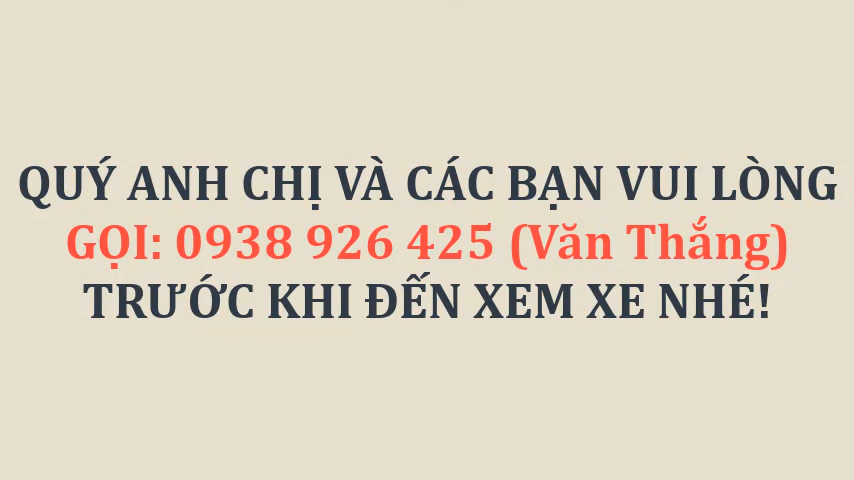 QUÝ ANH CHỊ VÀ CÁC BẠN VUI LÒNG
GỌI: 0938 926 425 (Văn Thắng)
TRƯỚC KHI ĐẾN XEM XE NHÉ!